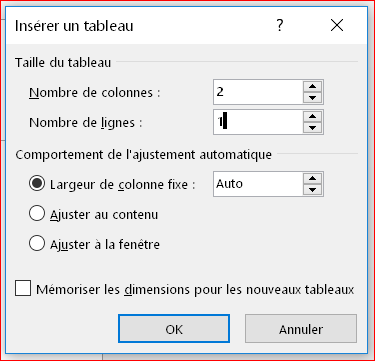 Insérer un tableau ?
Taille du tableau
Nombre de colonnes : 2
Nombre de lignes : 1
Comportement de l'ajustement automatique
Largeur de colonne fixe : Auto
Ajuster au contenu
Ajuster à la fenêtre
Mémoriser les dimensions pour les nouveaux tableaux
OK Annuler